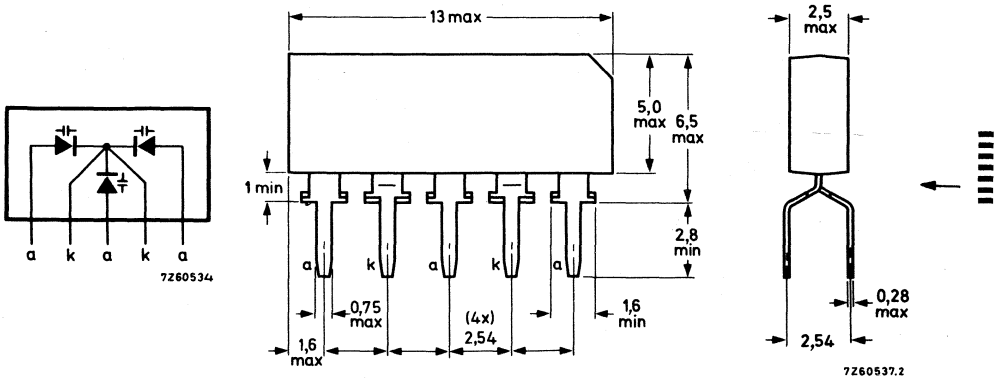 a k a k a
7Z60534
13 max
5,0
max
6,5
max
1 min
2,8
min
a k a k a
0,75
max
(4x)
2,54
1,6
min
1,6
max
2,5
max
0,28
max
2,54
7Z60537.2